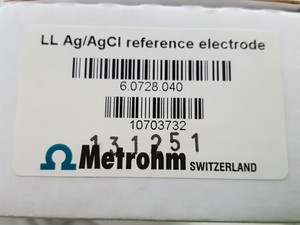 LL Ag/AgCl reference electrode
6.0728.040
10703732
131251
Ω Metrohm SWITZERLAND